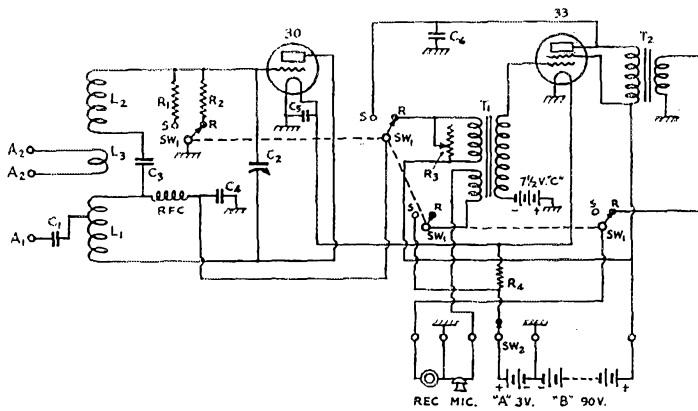 30
33
T2
C6
L2
R1
R2
S
R
SW1
C5
S
R
SW1
T1
A2
L3
A2
C3
C2
R3
7½ V. "C"
- +
C4
RFC
S
R
SW1
S
R
SW1
C1
A1
L1
R4
SW2
+ - - +
REC MIC. "A" 3V. "B" 90V.